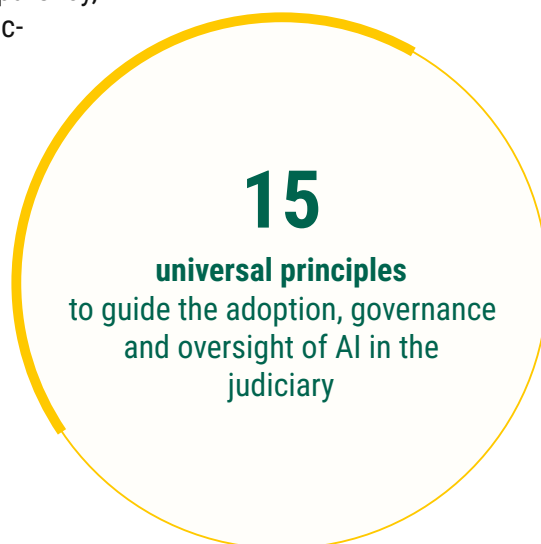 c-
15
universal principles
to guide the adoption, governance
and oversight of AI in the
judiciary